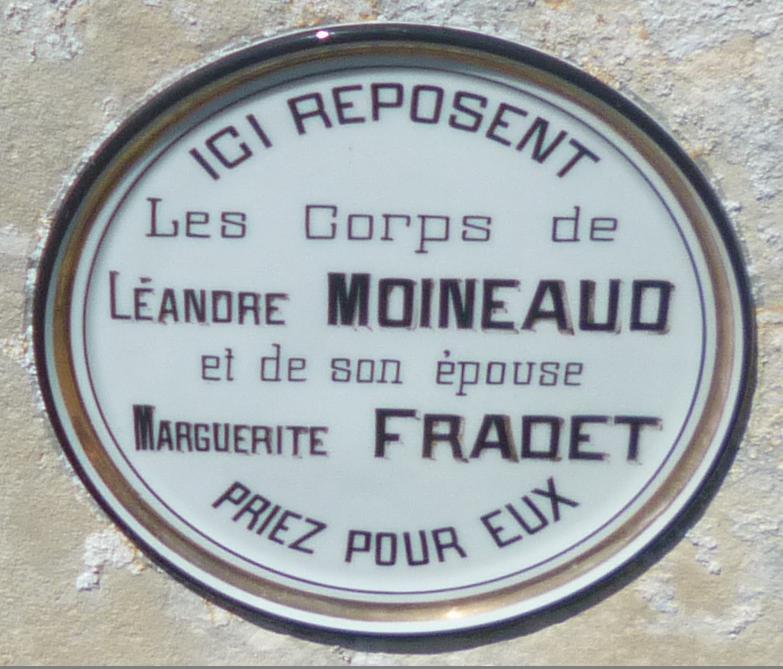 ICI REPOSENT
Les Corps de
LÉANDRE MOINEAUD
et de son épouse
MARGUERITE FRADET
PRIEZ POUR EUX